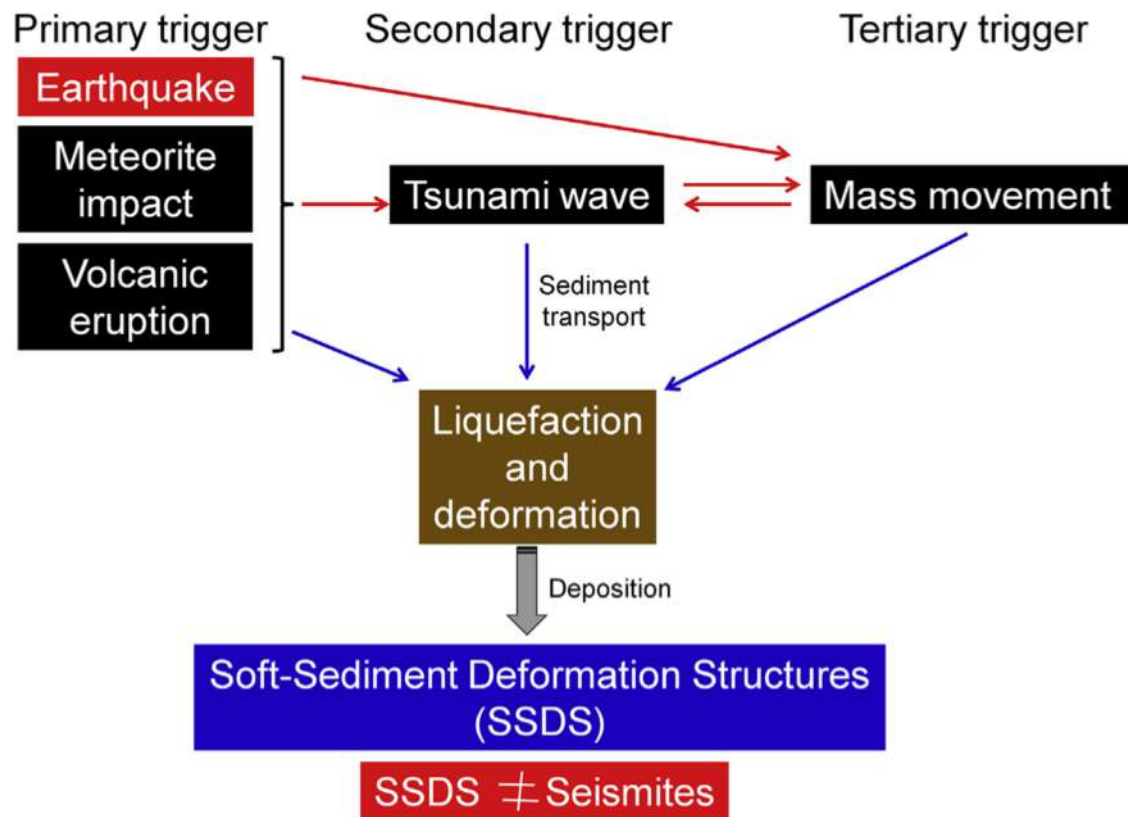 Primary trigger
Secondary trigger
Tertiary trigger
Earthquake
Meteorite
impact
Volcanic
eruption
Tsunami wave
Mass movement
Sediment
transport
Liquefaction
and
deformation
Deposition
Soft-Sediment Deformation Structures
(SSDS)
SSDS ≠ Seismites